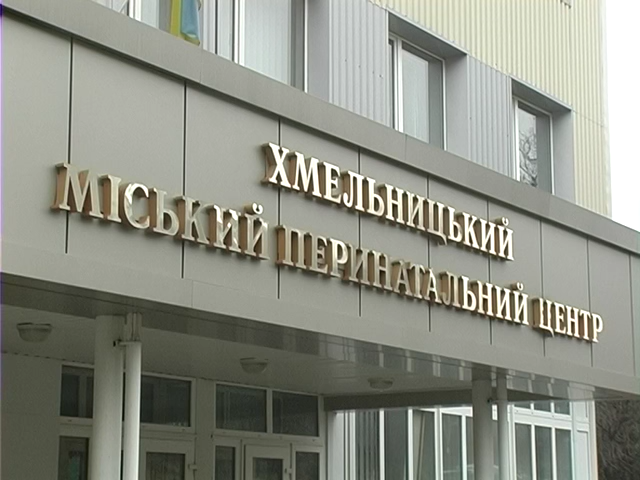 ХМЕЛЬНИЦЬКИЙ
МІСЬКИЙ ПЕРИНАТАЛЬНИЙ ЦЕНТР